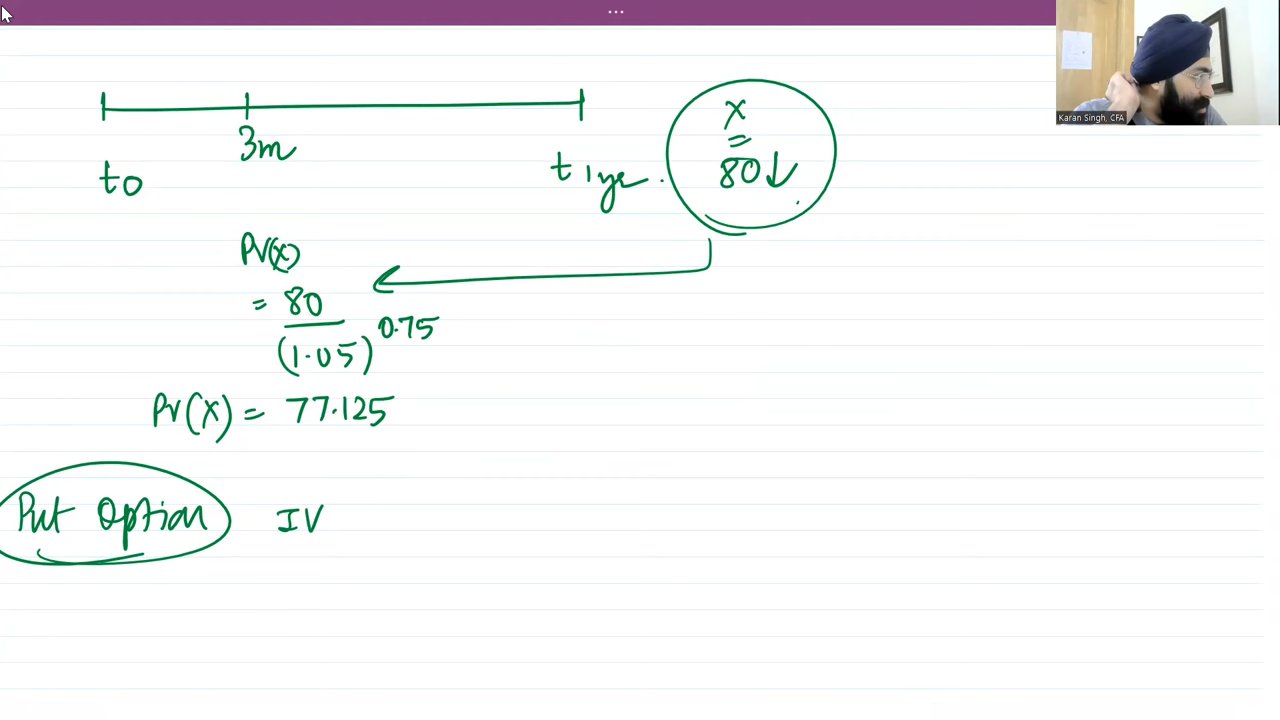 ...
Karan Singh, CFA
3m
t0
t 1yr.
X
=
80↓
PV(X)
= 80
(1.05)^0.75
PV(X) = 77.125
Put Option IV